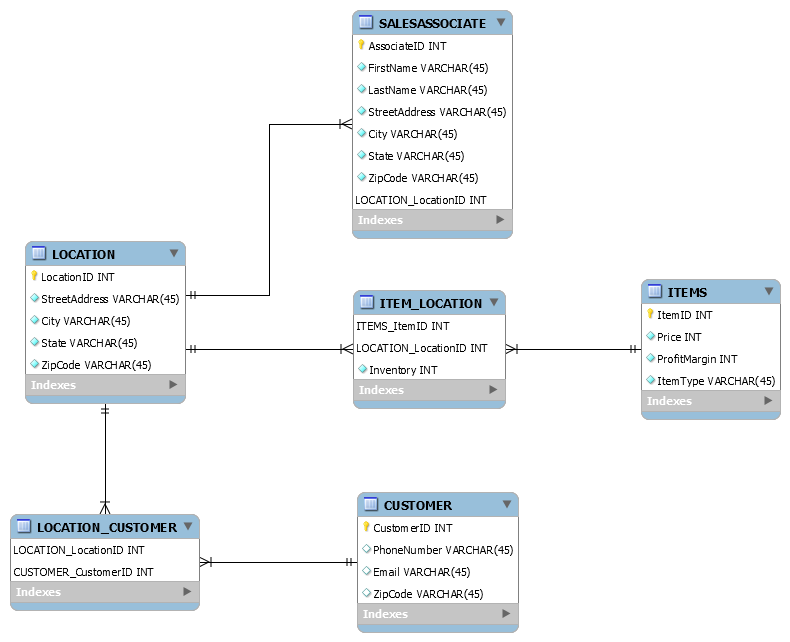 SALESASSOCIATE
AssociateID INT
FirstName VARCHAR(45)
LastName VARCHAR(45)
StreetAddress VARCHAR(45)
City VARCHAR(45)
State VARCHAR(45)
ZipCode VARCHAR(45)
LOCATION_LocationID INT
Indexes
LOCATION
LocationID INT
StreetAddress VARCHAR(45)
City VARCHAR(45)
State VARCHAR(45)
ZipCode VARCHAR(45)
Indexes
ITEM_LOCATION
ITEMS_ItemID INT
LOCATION_LocationID INT
Inventory INT
Indexes
ITEMS
ItemID INT
Price INT
ProfitMargin INT
ItemType VARCHAR(45)
Indexes
LOCATION_CUSTOMER
LOCATION_LocationID INT
CUSTOMER_CustomerID INT
Indexes
CUSTOMER
CustomerID INT
PhoneNumber VARCHAR(45)
Email VARCHAR(45)
ZipCode VARCHAR(45)
Indexes